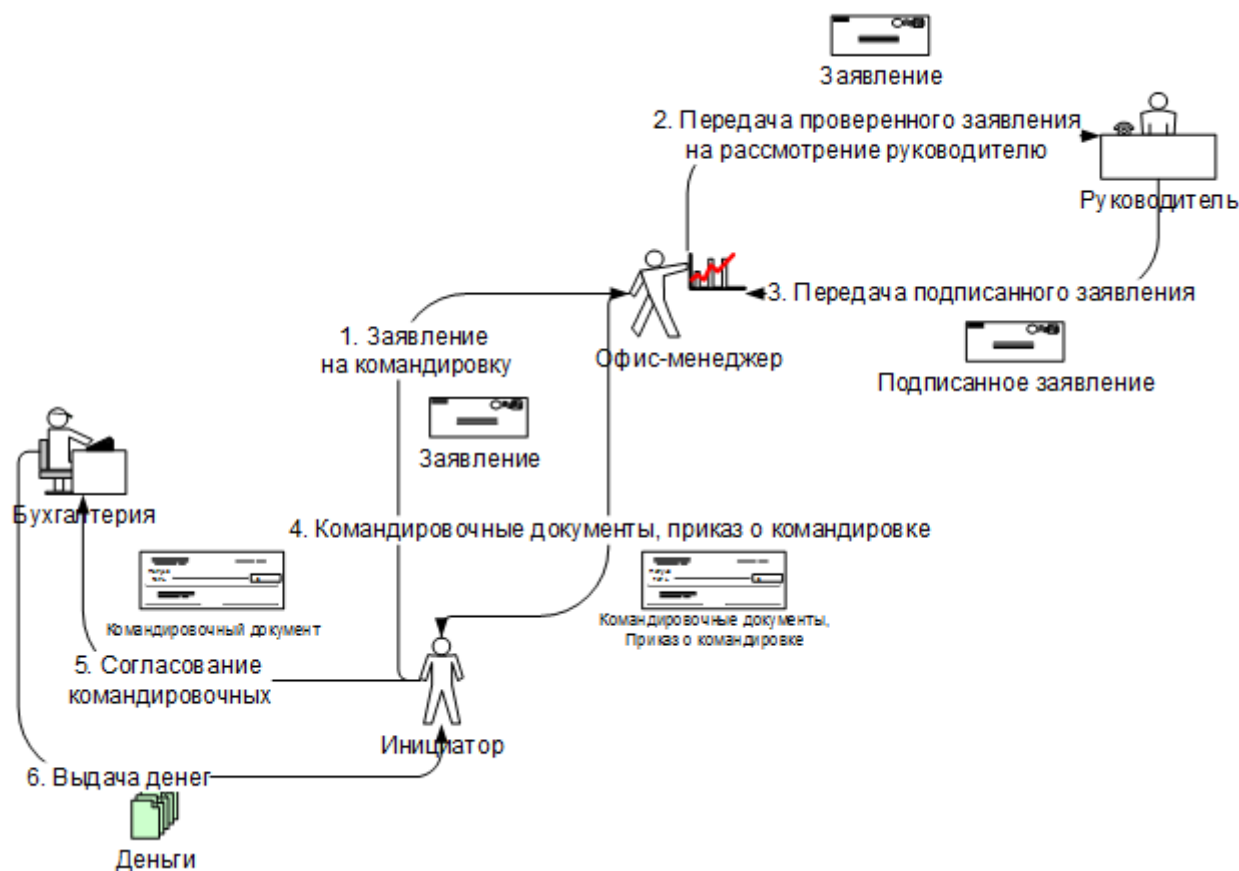 Заявление
2. Передача проверенного заявления
на рассмотрение руководителю
Руководитель
3. Передача подписанного заявления
1. Заявление
на командировку
Офис-менеджер
Подписанное заявление
Заявление
Бухгалтерия
4. Командировочные документы, приказ о командировке
Командировочный документ
Командировочные документы,
Приказ о командировке
5. Согласование
командировочных
Инициатор
6. Выдача денег
Деньги